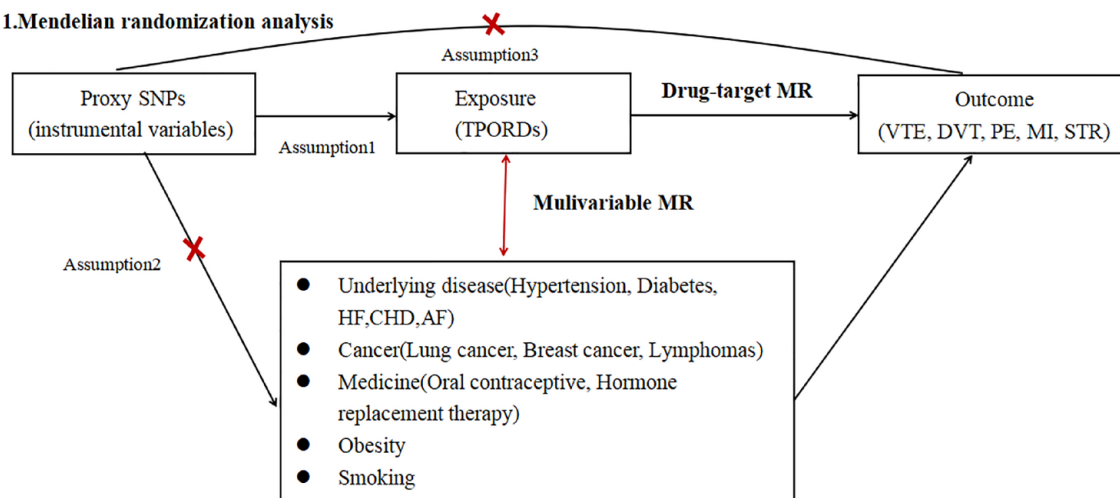 1.Mendelian randomization analysis
Assumption3
Proxy SNPs
(instrumental variables)
Assumption1
Exposure
(TPORDs)
Drug-target MR
Outcome
(VTE, DVT, PE, MI, STR)
Mulivariable MR
Assumption2
● Underlying disease(Hypertension, Diabetes,
HF,CHD,AF)
● Cancer(Lung cancer, Breast cancer, Lymphomas)
● Medicine(Oral contraceptive, Hormone
replacement therapy)
● Obesity
● Smoking